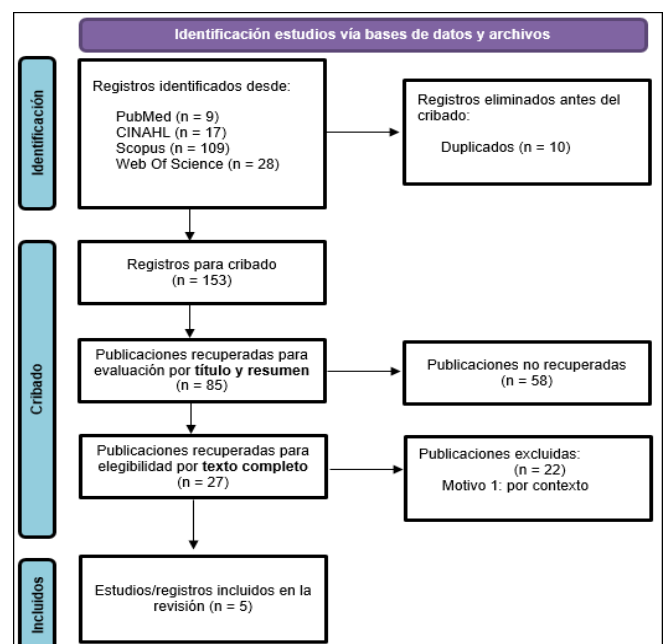 Identificación estudios vía bases de datos y archivos
Identificación
Registros identificados desde:
PubMed (n = 9)
CINAHL (n = 17)
Scopus (n = 109)
Web Of Science (n = 28)
Registros eliminados antes del
cribado:
Duplicados (n = 10)
Cribado
Registros para cribado
(n = 153)
Publicaciones recuperadas para
evaluación por título y resumen
(n = 85)
Publicaciones no recuperadas
(n = 58)
Publicaciones recuperadas para
elegibilidad por texto completo
(n = 27)
Publicaciones excluidas:
(n = 22)
Motivo 1: por contexto
Incluidos
Estudios/registros incluidos en la
revisión (n = 5)